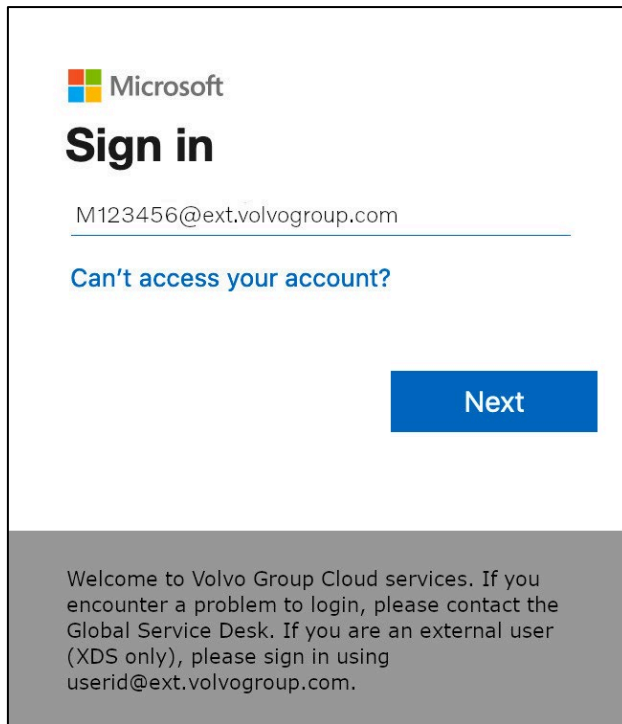 Microsoft
Sign in
M123456@ext.volvogroup.com
Can't access your account?
Next
Welcome to Volvo Group Cloud services. If you
encounter a problem to login, please contact the
Global Service Desk. If you are an external user
(XDS only), please sign in using
userid@ext.volvogroup.com.